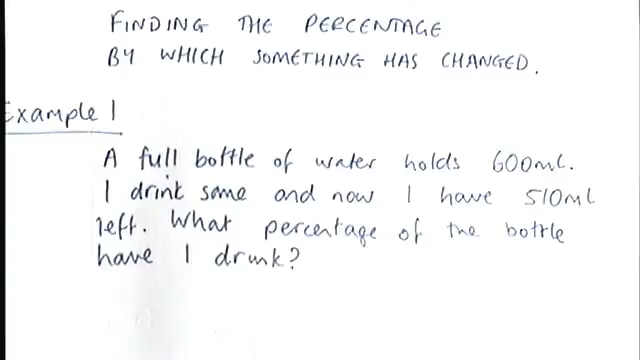 FINDING THE PERCENTAGE
BY WHICH SOMETHING HAS CHANGED.
Example 1
A full bottle of water holds 600ml.
I drink some and now I have 510ml
left. What percentage of the bottle
have I drunk?